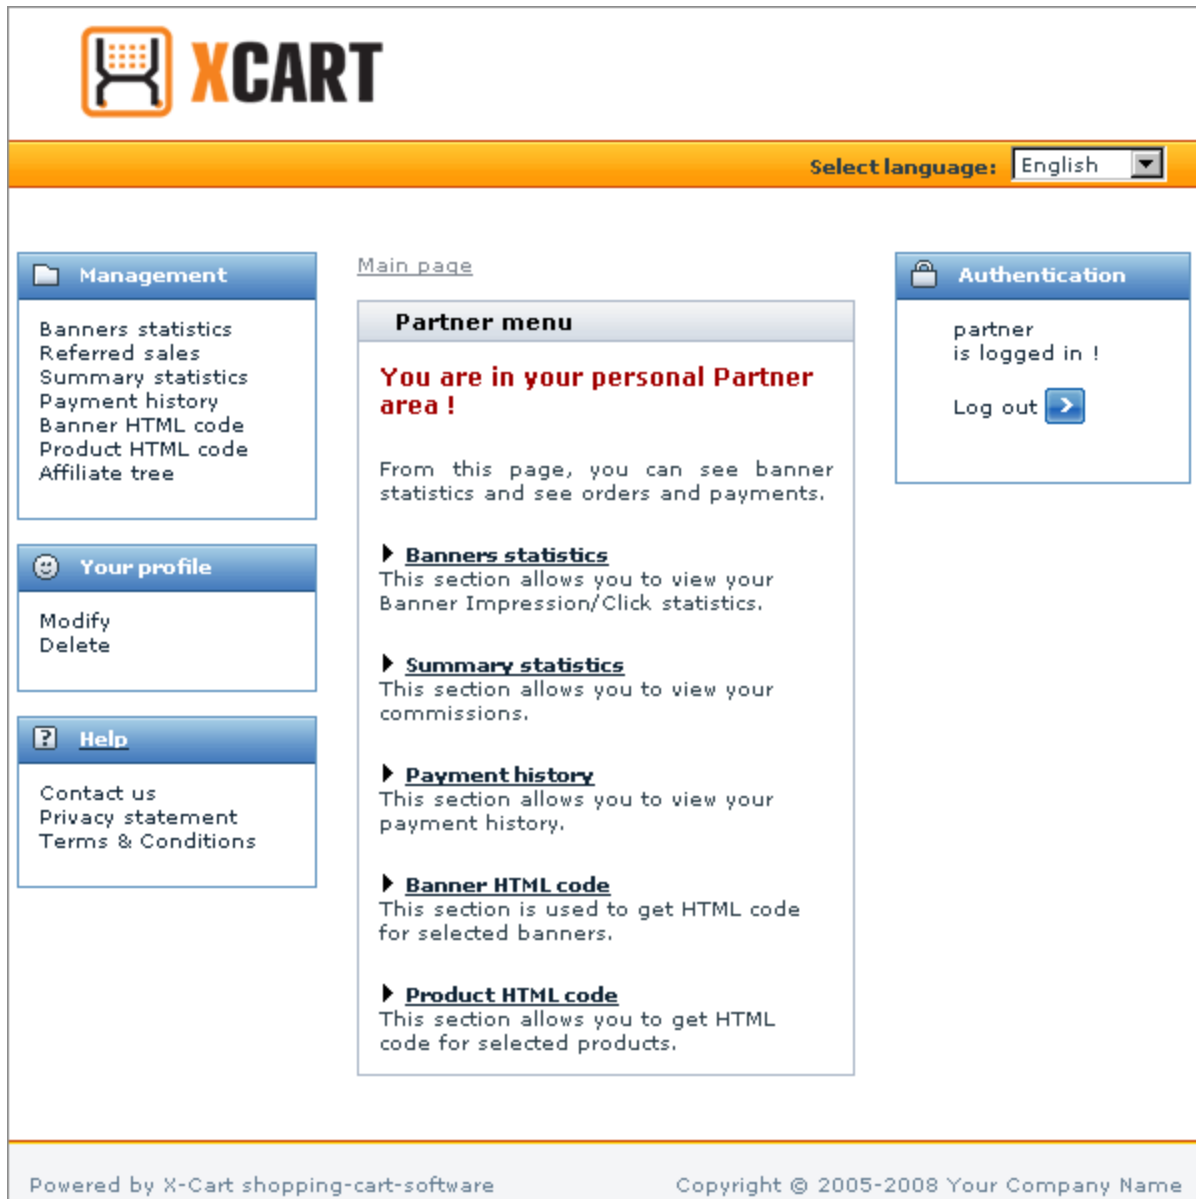 XCART
Select language: English
Management
Banners statistics
Referred sales
Summary statistics
Payment history
Banner HTML code
Product HTML code
Affiliate tree
Your profile
Modify
Delete
Help
Contact us
Privacy statement
Terms & Conditions
Main page
Partner menu
You are in your personal Partner
area !
From this page, you can see banner
statistics and see orders and payments.
Banners statistics
This section allows you to view your
Banner Impression/Click statistics.
Summary statistics
This section allows you to view your
commissions.
Payment history
This section allows you to view your
payment history.
Banner HTML code
This section is used to get HTML code
for selected banners.
Product HTML code
This section allows you to get HTML
code for selected products.
Authentication
partner
is logged in !
Log out
Powered by X-Cart shopping-cart-software
Copyright © 2005-2008 Your Company Name